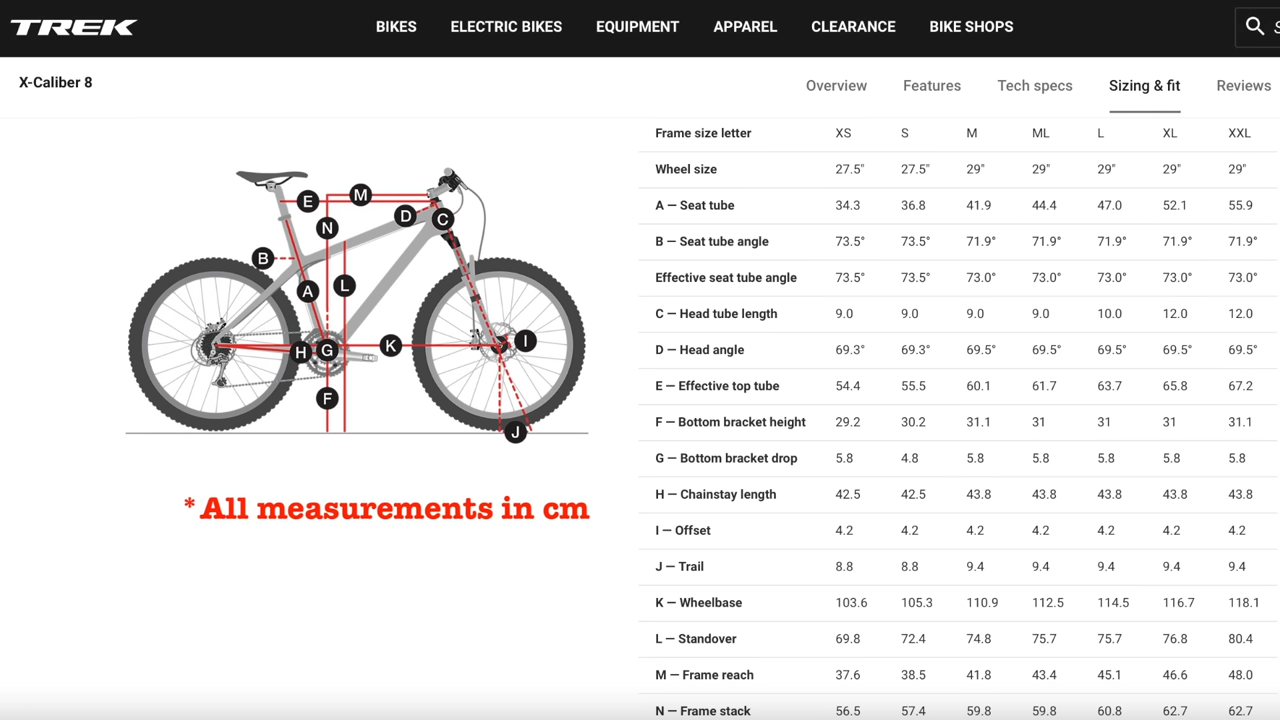 TREK BIKES ELECTRIC BIKES EQUIPMENT APPAREL CLEARANCE BIKE SHOPS
X-Caliber 8 Overview Features Tech specs Sizing & fit Reviews
Frame size letter XS S M ML L XL XXL
Wheel size 27.5" 27.5" 29" 29" 29" 29" 29"
A — Seat tube 34.3 36.8 41.9 44.4 47.0 52.1 55.9
B — Seat tube angle 73.5° 73.5° 71.9° 71.9° 71.9° 71.9° 71.9°
Effective seat tube angle 73.5° 73.5° 73.0° 73.0° 73.0° 73.0° 73.0°
C — Head tube length 9.0 9.0 9.0 9.0 10.0 12.0 12.0
D — Head angle 69.3° 69.3° 69.5° 69.5° 69.5° 69.5° 69.5°
E — Effective top tube 54.4 55.5 60.1 61.7 63.7 65.8 67.2
F — Bottom bracket height 29.2 30.2 31.1 31 31 31 31.1
G — Bottom bracket drop 5.8 4.8 5.8 5.8 5.8 5.8 5.8
H — Chainstay length 42.5 42.5 43.8 43.8 43.8 43.8 43.8
I — Offset 4.2 4.2 4.2 4.2 4.2 4.2 4.2
J — Trail 8.8 8.8 9.4 9.4 9.4 9.4 9.4
K — Wheelbase 103.6 105.3 110.9 112.5 114.5 116.7 118.1
L — Standover 69.8 72.4 74.8 75.7 75.7 76.8 80.4
M — Frame reach 37.6 38.5 41.8 43.4 45.1 46.6 48.0
N — Frame stack 56.5 57.4 59.8 59.8 60.8 62.7 62.7
M
E
D
C
N
B
L
A
I
K
H
G
F
J
* All measurements in cm